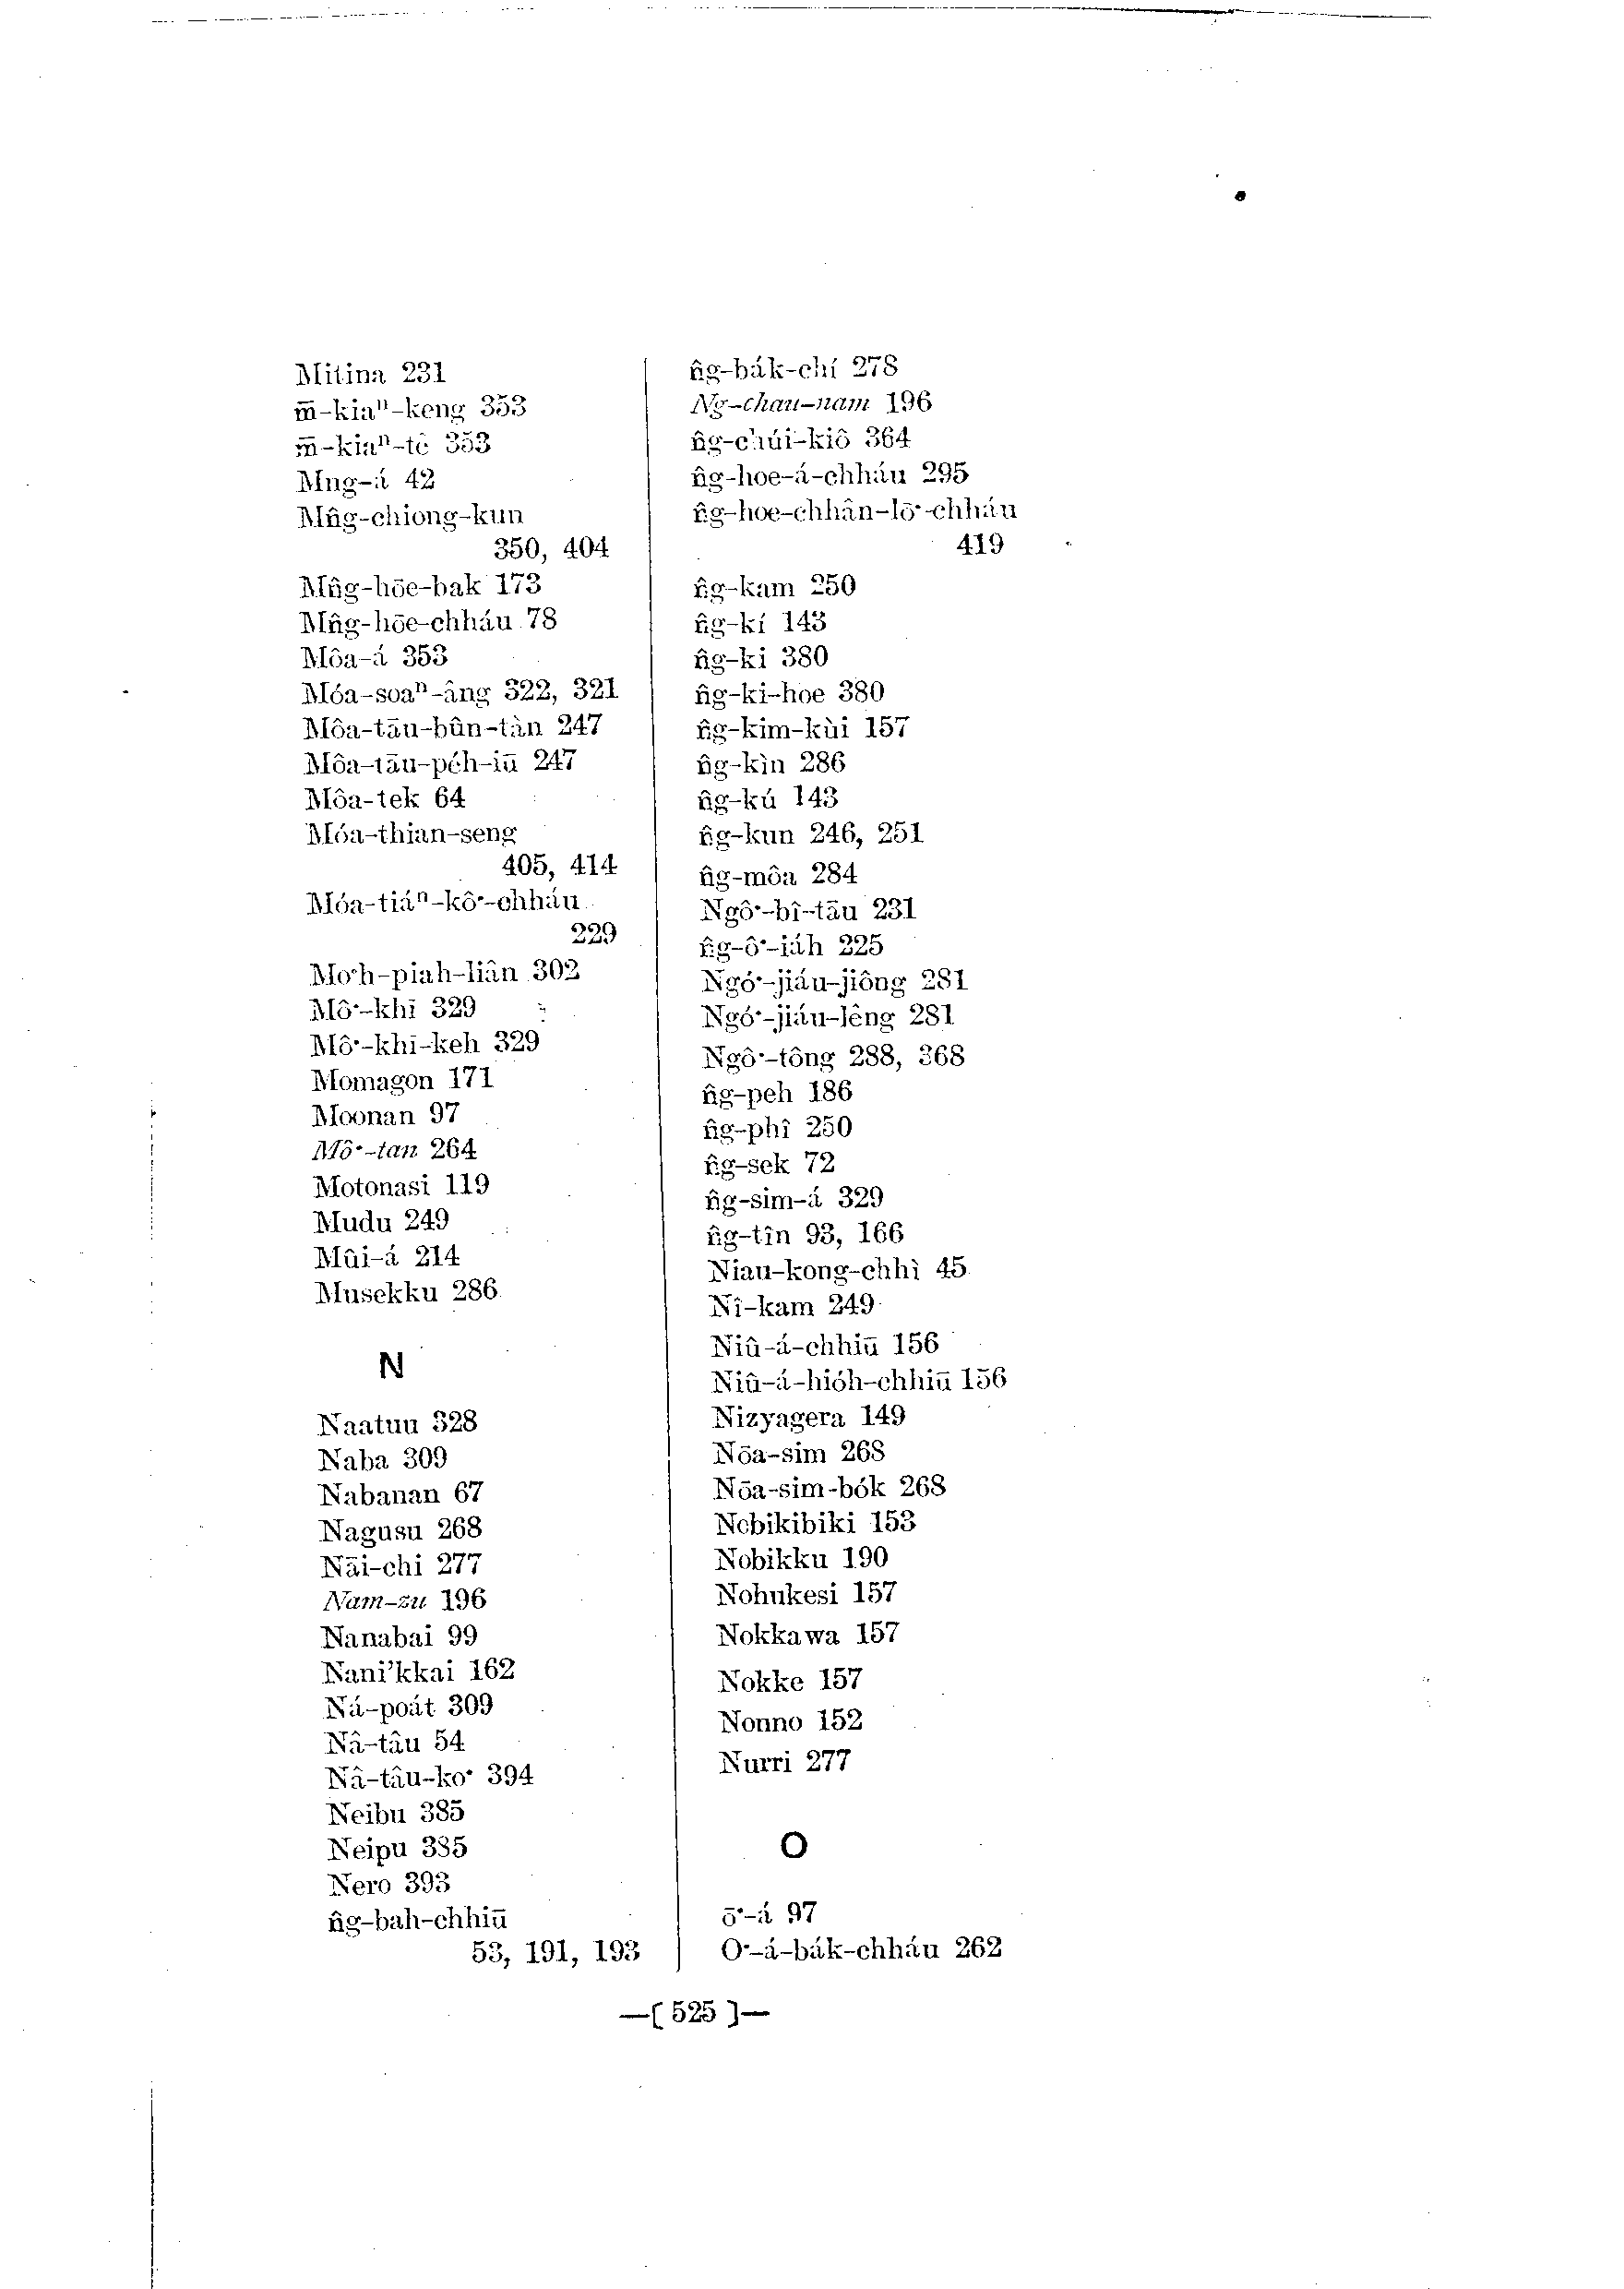 Mitina 231
m̄-kiaⁿ-keng 353
m̄-kiaⁿ-tê 353
Mng-á 42
Mn̂g-chiong-kun
350, 404
Mn̂g-hōe-bak 173
Mn̂g-hōe-chháu 78
Môa-á 353
Móa-soaⁿ-âng 322, 321
Môa-tāu-bûn-tàn 247
Môa-tāu-pe̍h-iū 247
Môa-tek 64
Móa-thian-seng
405, 414
Móa-tiáⁿ-kô͘-chháu
229
Mo͘h-piah-liân 302
Mô͘-khi 329
Mô͘-khi-keh 329
Momagon 171
Moonan 97
Mô͘-tan 264
Motonasi 119
Mudu 249
Mûi-á 214
Musekku 286
N
Naatun 328
Naba 309
Nabanan 67
Nagusu 268
Nāi-chi 277
Nam-zu 196
Nanabai 99
Nani'kkai 162
Ná-poa̍t 309
Nâ-tâu 54
Nâ-tâu-ko͘ 394
Neibu 385
Neipu 385
Nero 393
n̂g-bah-chhiū
53, 191, 193
n̂g-ba̍k-chí 278
Ng-chau-nam 196
n̂g-chúi-kiô 364
n̂g-hoe-á-chháu 295
n̂g-hoe-chhân-lō͘-chháu
419
n̂g-kam 250
n̂g-kí 143
n̂g-ki 380
n̂g-ki-hoe 380
n̂g-kim-kùi 157
n̂g-kìn 286
n̂g-kú 143
n̂g-kun 246, 251
n̂g-môa 284
Ngô͘-bī-tāu 231
n̂g-ô͘-ia̍h 225
Ngó͘-jiáu-jiông 281
Ngó͘-jiáu-lêng 281
Ngô͘-tông 288, 368
n̂g-peh 186
n̂g-phî 250
n̂g-sek 72
n̂g-sim-á 329
n̂g-tîn 93, 166
Niau-kong-chhì 45
Nî-kam 249
Niû-á-chhiū 156
Niû-á-hio̍h-chhiū 156
Nizyagera 149
Nōa-sim 268
Nōa-sim-bo̍k 268
Nobikibiki 153
Nobikku 190
Nohukesi 157
Nokkawa 157
Nokke 157
Nonno 152
Nurri 277
O
ō͘-á 97
O͘-á-ba̍k-chháu 262
—[ 525 ]—